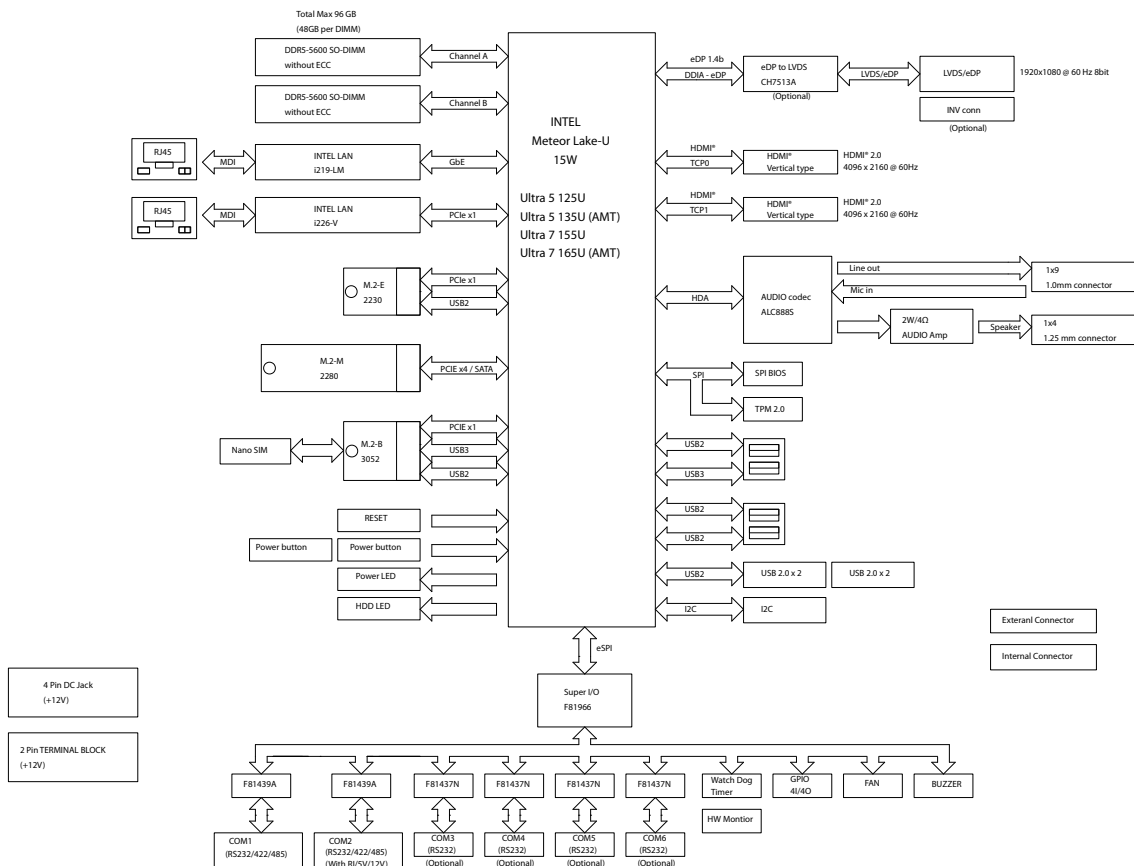 Total Max 96 GB
(48GB per DIMM)
DDR5-5600 SO-DIMM
without ECC
Channel A
DDR5-5600 SO-DIMM
without ECC
Channel B
RJ45
MDI
INTEL LAN
i219-LM
GbE
RJ45
MDI
INTEL LAN
i226-V
PCIe x1
M.2-E
2230
PCIe x1
USB2
M.2-M
2280
PCIE x4 / SATA
Nano SIM
M.2-B
3052
PCIE x1
USB3
USB2
RESET
Power button
Power button
Power LED
HDD LED
INTEL
Meteor Lake-U
15W
Ultra 5 125U
Ultra 5 135U (AMT)
Ultra 7 155U
Ultra 7 165U (AMT)
eDP 1.4b
DDIA - eDP
eDP to LVDS
CH7513A
(Optional)
LVDS/eDP
LVDS/eDP
1920x1080 @ 60 Hz 8bit
INV conn
(Optional)
HDMI®
TCP0
HDMI®
Vertical type
HDMI® 2.0
4096 x 2160 @ 60Hz
HDMI®
TCP1
HDMI®
Vertical type
HDMI® 2.0
4096 x 2160 @ 60Hz
HDA
AUDIO codec
ALC888S
Line out
Mic in
1x9
1.0mm connector
2W/4Ω
AUDIO Amp
Speaker
1x4
1.25 mm connector
SPI
SPI BIOS
TPM 2.0
USB2
USB3
USB2
USB2
USB2
USB 2.0 x 2
USB 2.0 x 2
I2C
I2C
Exteranl Connector
Internal Connector
eSPI
Super I/O
F81966
4 Pin DC Jack
(+12V)
2 Pin TERMINAL BLOCK
(+12V)
F81439A
F81439A
F81437N
F81437N
F81437N
F81437N
Watch Dog
Timer
GPIO
4I/4O
FAN
BUZZER
HW Montior
COM1
(RS232/422/485)
COM2
(RS232/422/485)
(With RI/5V/12V)
COM3
(RS232)
(Optional)
COM4
(RS232)
(Optional)
COM5
(RS232)
(Optional)
COM6
(RS232)
(Optional)